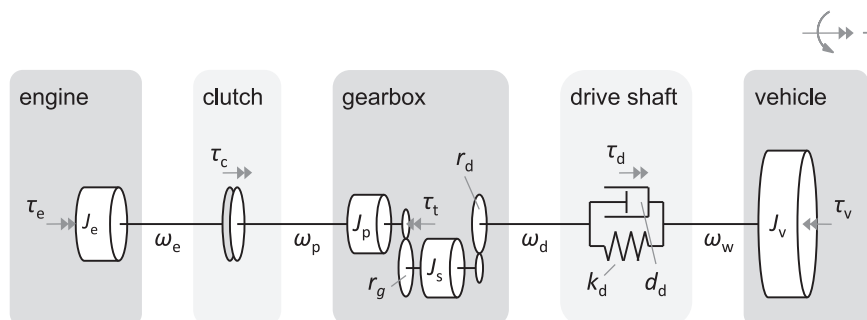 engine
clutch
gearbox
drive shaft
vehicle
τc
rd
τd
τe
Je
Jp
τt
Jv
τv
ωe
ωp
Js
ωd
ωw
rg
kd
dd